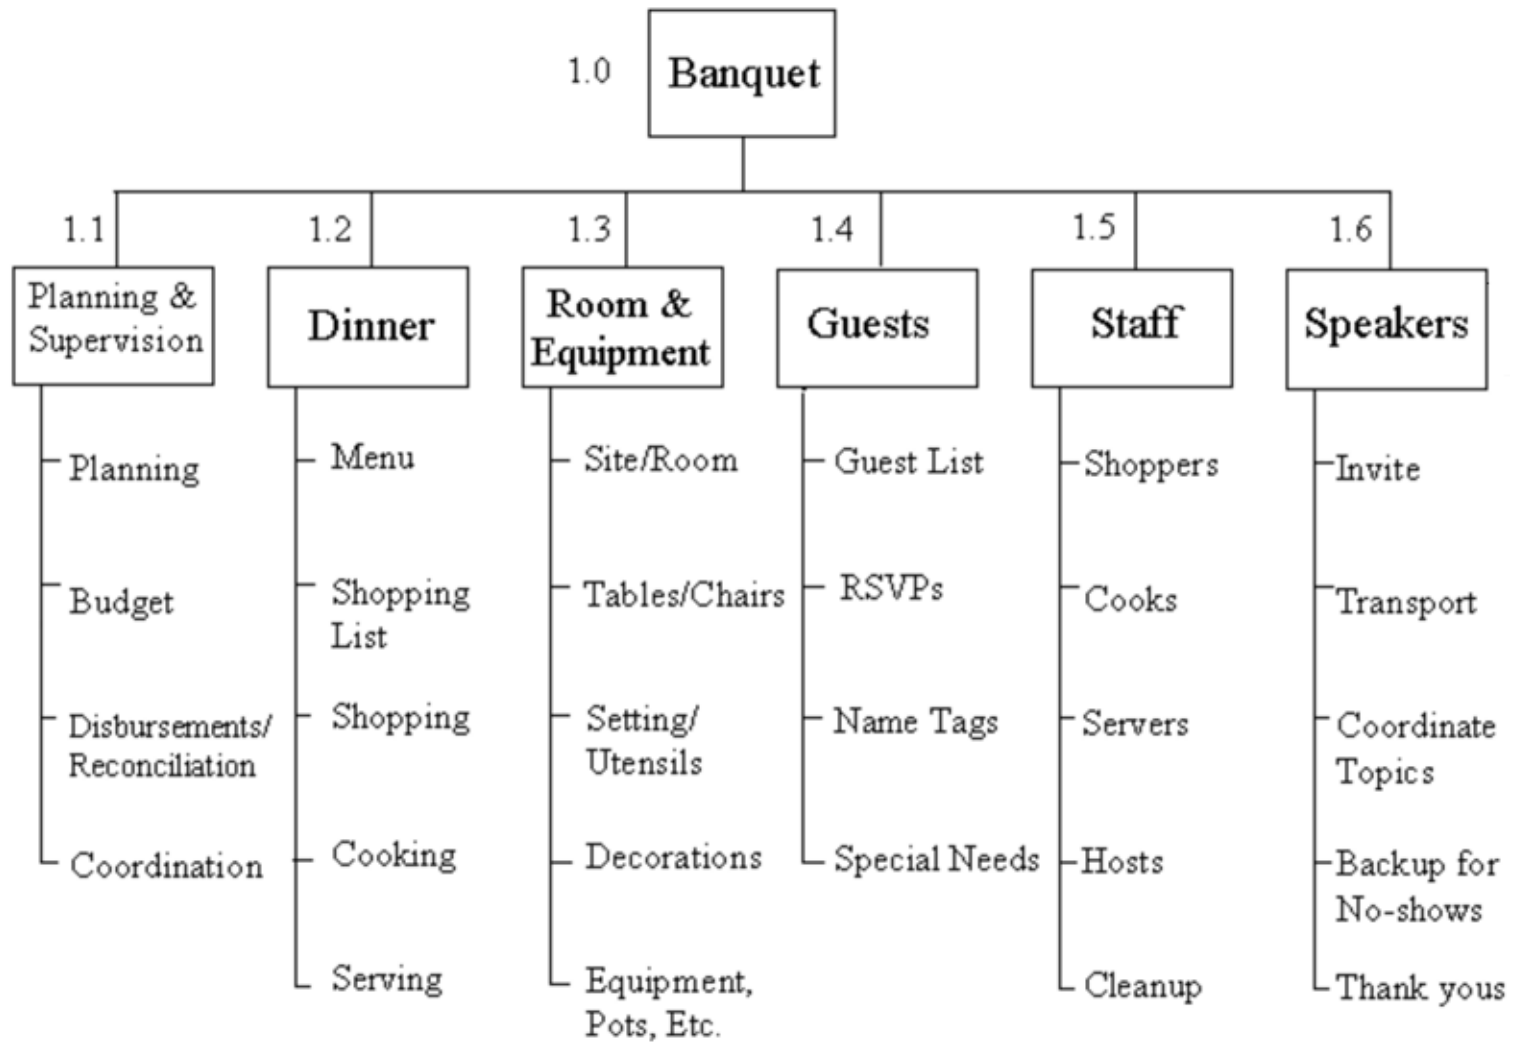 1.0
Banquet
1.1
Planning &
Supervision
Planning
Budget
Disbursements/
Reconciliation
Coordination
1.2
Dinner
Menu
Shopping
List
Shopping
Cooking
Serving
1.3
Room &
Equipment
Site/Room
Tables/Chairs
Setting/
Utensils
Decorations
Equipment,
Pots, Etc.
1.4
Guests
Guest List
RSVPs
Name Tags
Special Needs
1.5
Staff
Shoppers
Cooks
Servers
Hosts
Cleanup
1.6
Speakers
Invite
Transport
Coordinate
Topics
Backup for
No-shows
Thank yous